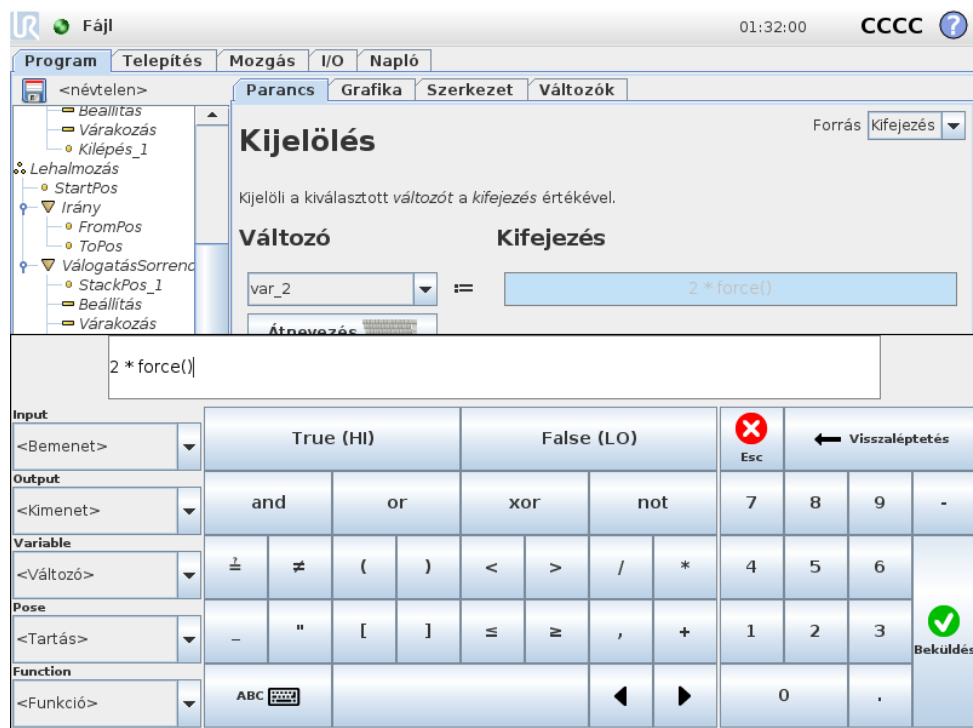 UR Fájl 01:32:00 CCCC ?
Program Telepítés Mozgás I/O Napló
<névtelen> Parancs Grafika Szerkezet Változók
Beállítás
Várakozás
Kilépés_1
Lehalmozás
StartPos
Irány
FromPos
ToPos
VálogatásSorrend
StackPos_1
Beállítás
Várakozás
Forrás Kifejezés
Kijelölés
Kijelöli a kiválasztott változót a kifejezés értékével.
Változó Kifejezés
var_2 := 2 * force()
Átnevezés
2 * force()
Input
<Bemenet> True (HI) False (LO) Esc Visszaléptetés
Output
<Kimenet> and or xor not 7 8 9 -
Variable
<Változó> ≟ ≠ ( ) < > / * 4 5 6
Pose
<Tartás> _ " [ ] ≤ ≥ , + 1 2 3 Beküldés
Function
<Funkció> ABC 0 .